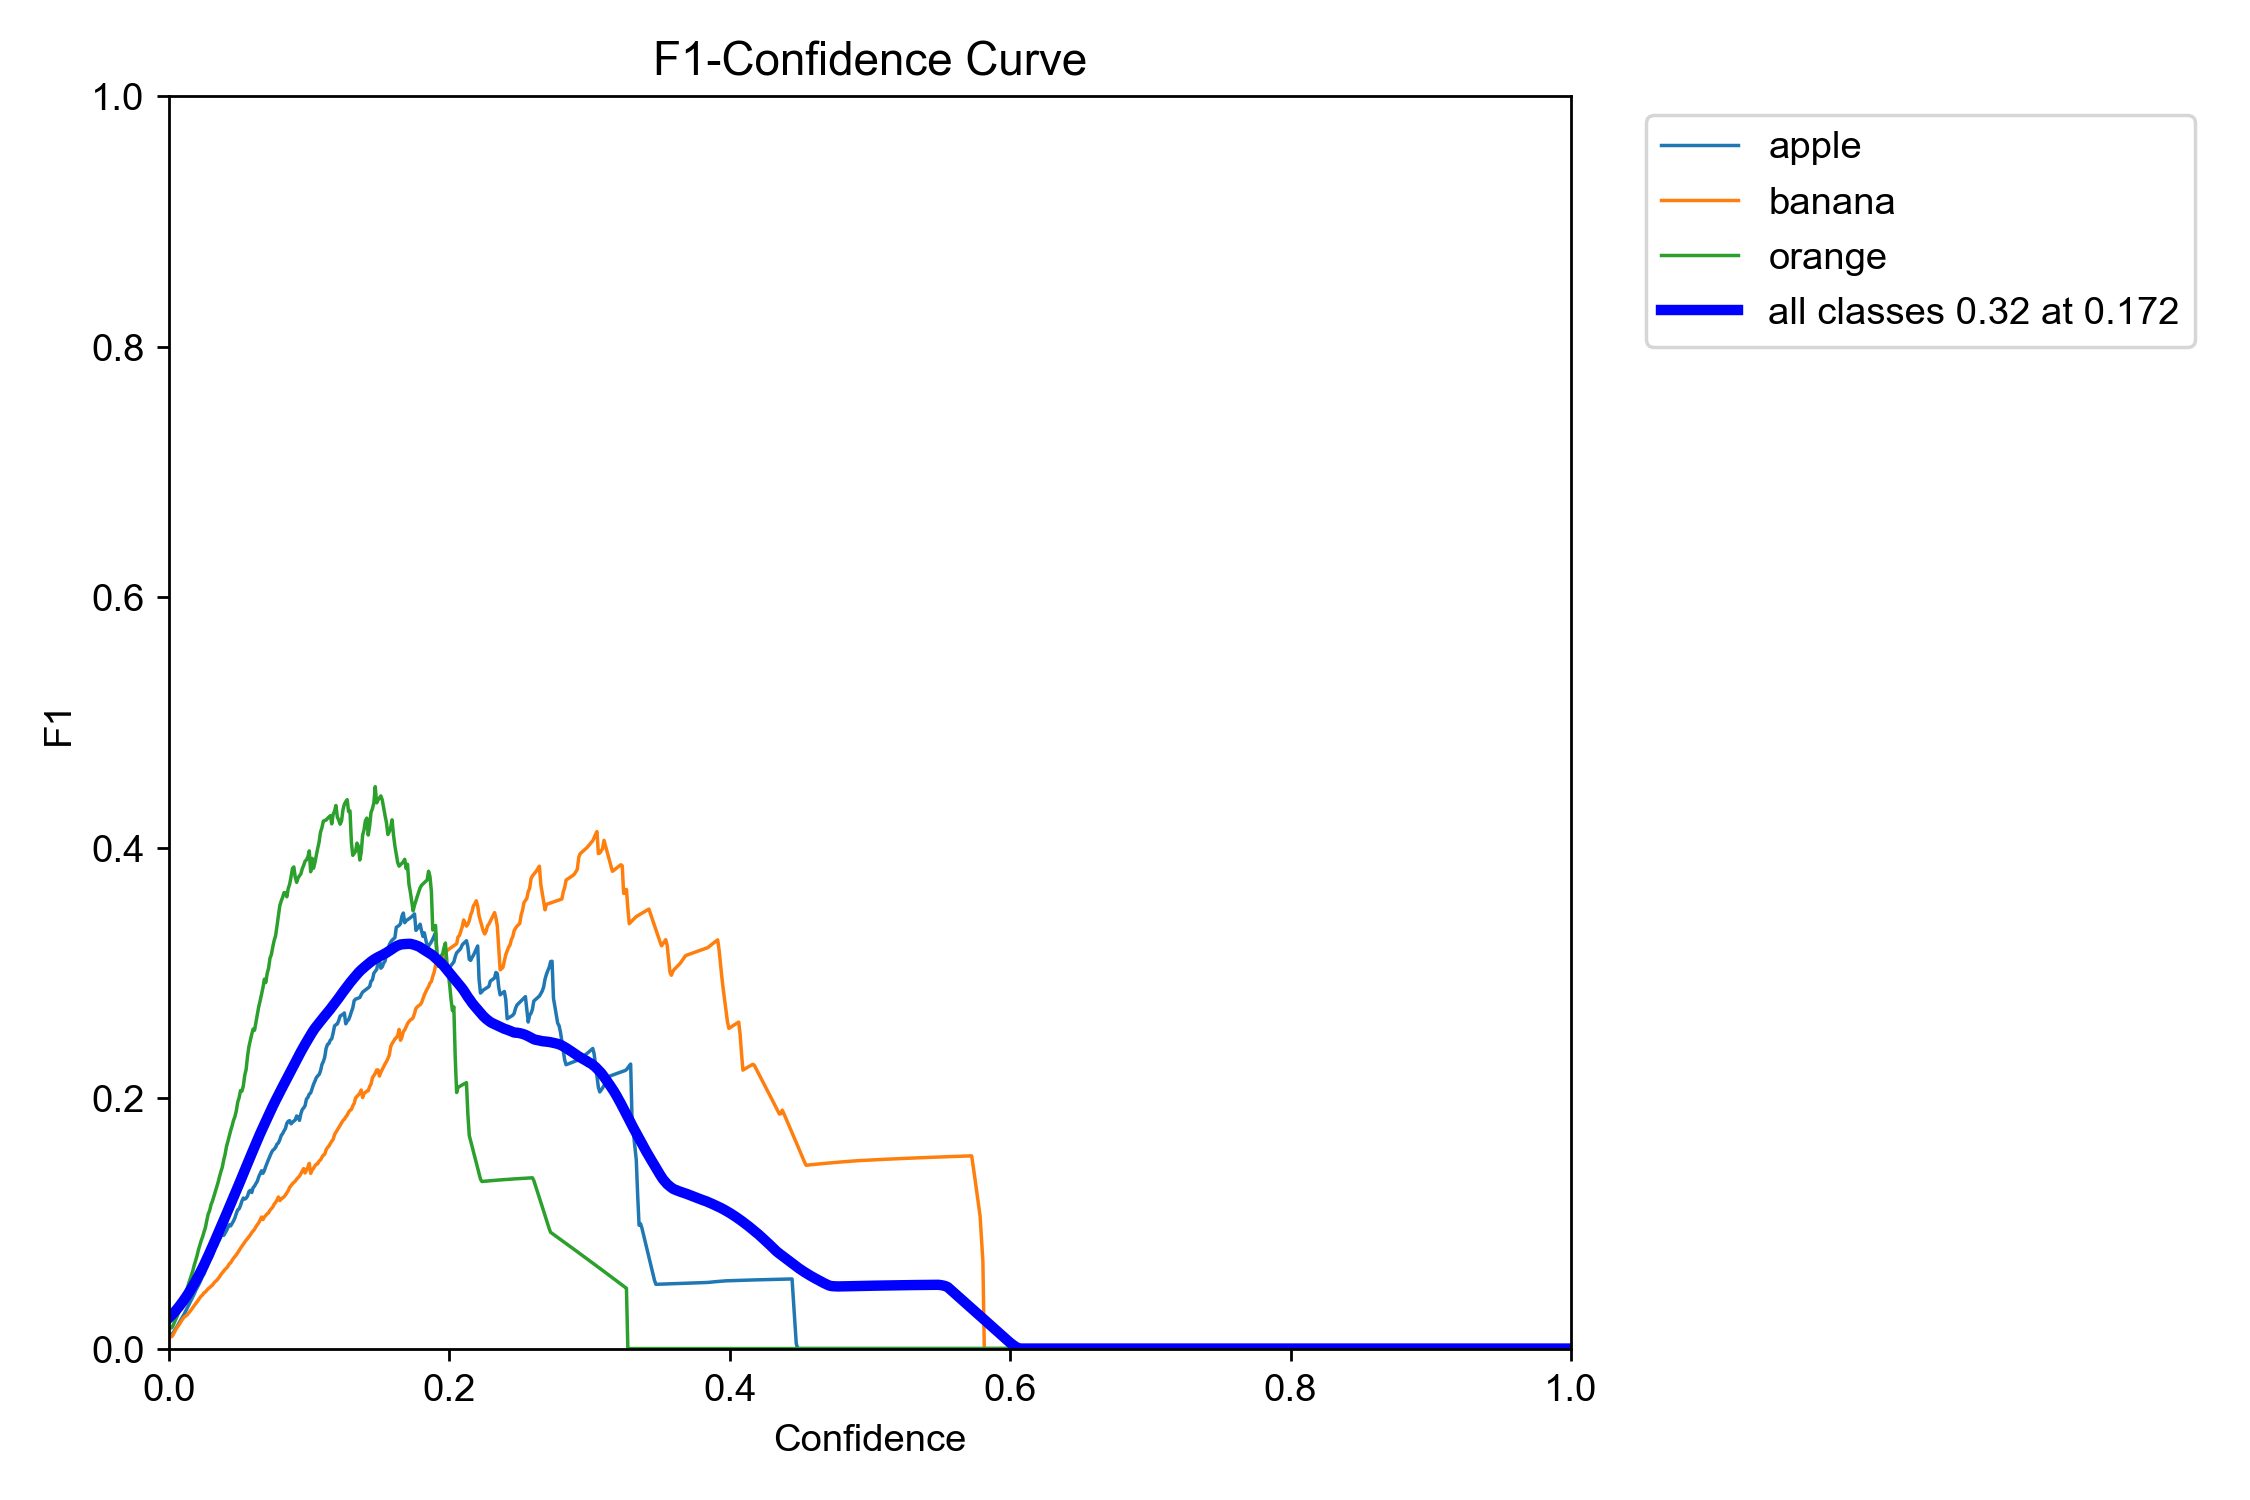 F1-Confidence Curve
1.0
0.8
0.6
0.4
0.2
0.0
F1
0.0 0.2 0.4 0.6 0.8 1.0
Confidence
apple
banana
orange
all classes 0.32 at 0.172